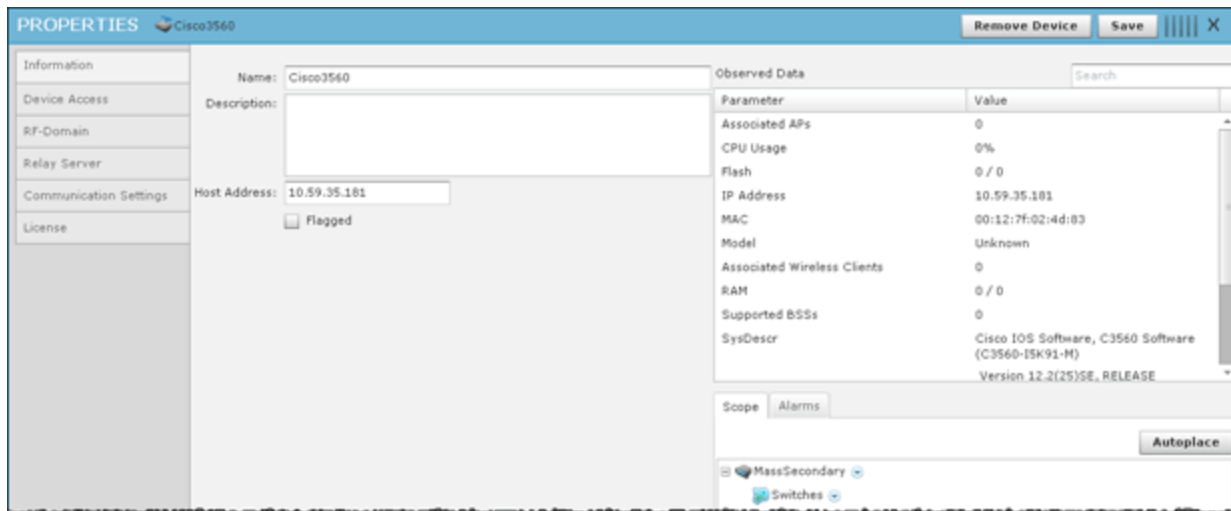 PROPERTIES Cisco3560 Remove Device Save X
Information
Device Access
RF-Domain
Relay Server
Communication Settings
License
Name: Cisco3560
Description:
Host Address: 10.59.35.181
Flagged
Observed Data Search
Parameter Value
Associated APs 0
CPU Usage 0%
Flash 0 / 0
IP Address 10.59.35.181
MAC 00:12:7f:02:4d:83
Model Unknown
Associated Wireless Clients 0
RAM 0 / 0
Supported BSSs 0
SysDescr Cisco IOS Software, C3560 Software
(C3560-I5K91-M)
Version 12.2(25)SE, RELEASE
Scope Alarms
Autoplace
MassSecondary
Switches